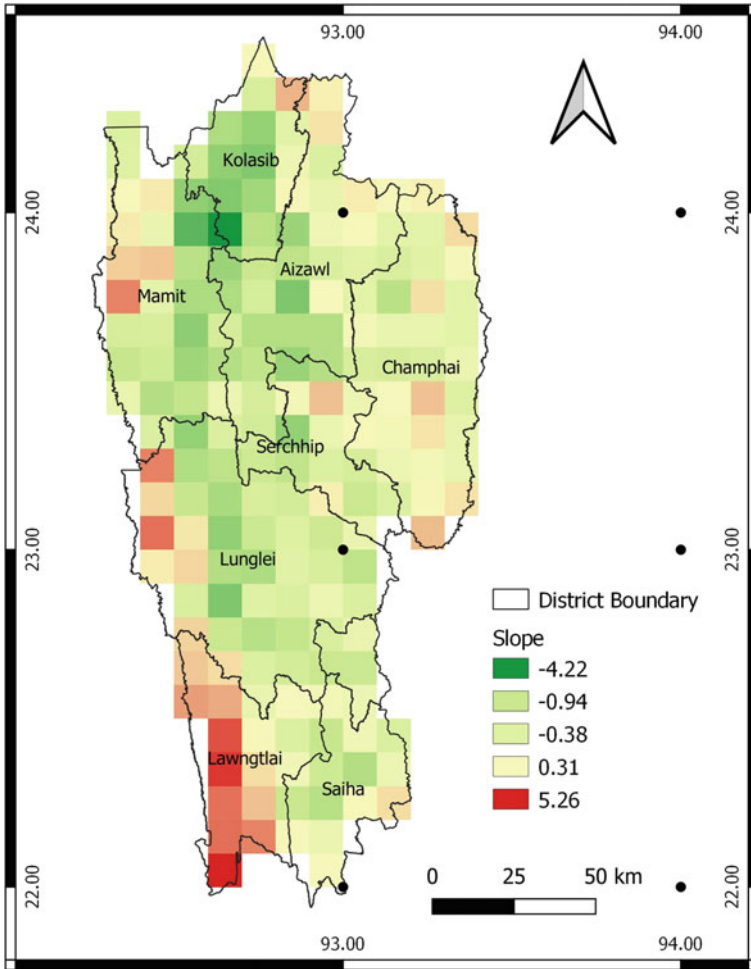 93.00 94.00
24.00 24.00
23.00 23.00
22.00 22.00
Kolasib
Aizawl
Mamit
Champhai
Serchhip
Lunglei
Lawngtlai
Saiha
District Boundary
Slope
-4.22
-0.94
-0.38
0.31
5.26
0 25 50 km
93.00 94.00